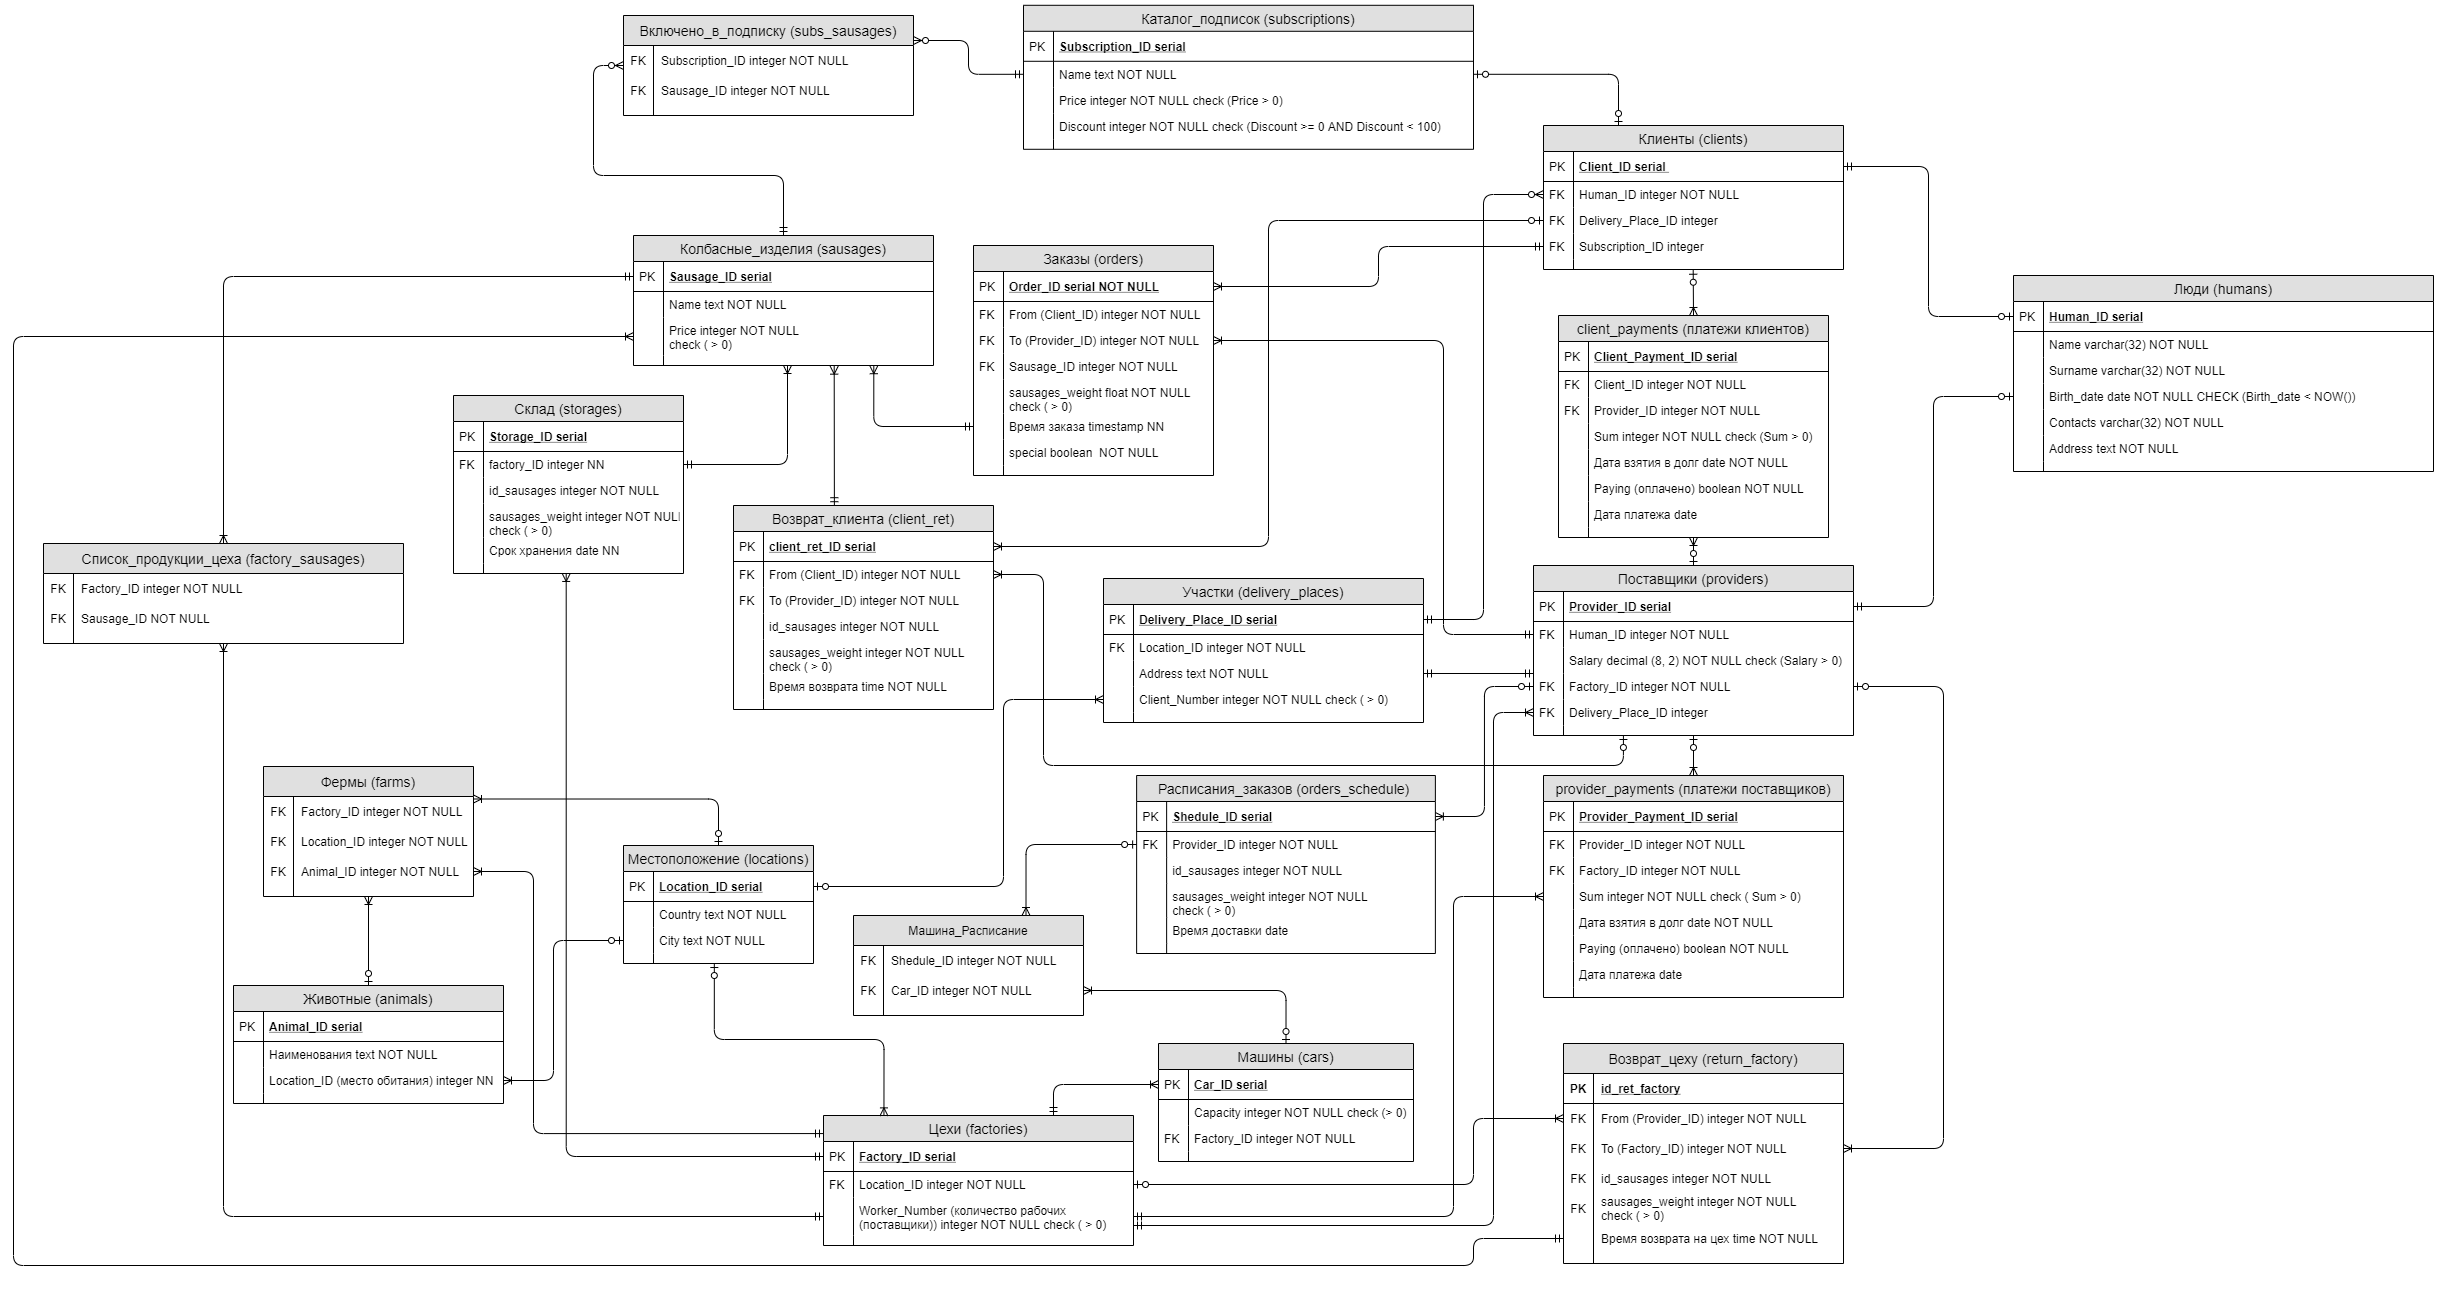 Включено_в_подписку (subs_sausages)
FK Subscription_ID integer NOT NULL
FK Sausage_ID integer NOT NULL
Каталог_подписок (subscriptions)
PK Subscription_ID serial
Name text NOT NULL
Price integer NOT NULL check (Price > 0)
Discount integer NOT NULL check (Discount >= 0 AND Discount < 100)
Клиенты (clients)
PK Client_ID serial
FK Human_ID integer NOT NULL
FK Delivery_Place_ID integer
FK Subscription_ID integer
Колбасные_изделия (sausages)
PK Sausage_ID serial
Name text NOT NULL
Price integer NOT NULL
check ( > 0)
Заказы (orders)
PK Order_ID serial NOT NULL
FK From (Client_ID) integer NOT NULL
FK To (Provider_ID) integer NOT NULL
FK Sausage_ID integer NOT NULL
sausages_weight float NOT NULL
check ( > 0)
Время заказа timestamp NN
special boolean NOT NULL
Люди (humans)
PK Human_ID serial
Name varchar(32) NOT NULL
Surname varchar(32) NOT NULL
Birth_date date NOT NULL CHECK (Birth_date < NOW())
Contacts varchar(32) NOT NULL
Address text NOT NULL
client_payments (платежи клиентов)
PK Client_Payment_ID serial
FK Client_ID integer NOT NULL
FK Provider_ID integer NOT NULL
Sum integer NOT NULL check (Sum > 0)
Дата взятия в долг date NOT NULL
Paying (оплачено) boolean NOT NULL
Дата платежа date
Склад (storages)
PK Storage_ID serial
FK factory_ID integer NN
id_sausages integer NOT NULL
sausages_weight integer NOT NULL
check ( > 0)
Срок хранения date NN
Возврат_клиента (client_ret)
PK client_ret_ID serial
FK From (Client_ID) integer NOT NULL
FK To (Provider_ID) integer NOT NULL
id_sausages integer NOT NULL
sausages_weight integer NOT NULL
check ( > 0)
Время возврата time NOT NULL
Список_продукции_цеха (factory_sausages)
FK Factory_ID integer NOT NULL
FK Sausage_ID NOT NULL
Участки (delivery_places)
PK Delivery_Place_ID serial
FK Location_ID integer NOT NULL
Address text NOT NULL
Client_Number integer NOT NULL check ( > 0)
Поставщики (providers)
PK Provider_ID serial
FK Human_ID integer NOT NULL
Salary decimal (8, 2) NOT NULL check (Salary > 0)
FK Factory_ID integer NOT NULL
FK Delivery_Place_ID integer
Фермы (farms)
FK Factory_ID integer NOT NULL
FK Location_ID integer NOT NULL
FK Animal_ID integer NOT NULL
Местоположение (locations)
PK Location_ID serial
Country text NOT NULL
City text NOT NULL
Расписания_заказов (orders_schedule)
PK Shedule_ID serial
FK Provider_ID integer NOT NULL
id_sausages integer NOT NULL
sausages_weight integer NOT NULL
check ( > 0)
Время доставки date
provider_payments (платежи поставщиков)
PK Provider_Payment_ID serial
FK Provider_ID integer NOT NULL
FK Factory_ID integer NOT NULL
Sum integer NOT NULL check ( Sum > 0)
Дата взятия в долг date NOT NULL
Paying (оплачено) boolean NOT NULL
Дата платежа date
Машина_Расписание
FK Shedule_ID integer NOT NULL
FK Car_ID integer NOT NULL
Животные (animals)
PK Animal_ID serial
Наименования text NOT NULL
Location_ID (место обитания) integer NN
Машины (cars)
PK Car_ID serial
Capacity integer NOT NULL check (> 0)
FK Factory_ID integer NOT NULL
Возврат_цеху (return_factory)
PK id_ret_factory
FK From (Provider_ID) integer NOT NULL
FK To (Factory_ID) integer NOT NULL
FK id_sausages integer NOT NULL
FK sausages_weight integer NOT NULL
check ( > 0)
Время возврата на цех time NOT NULL
Цехи (factories)
PK Factory_ID serial
FK Location_ID integer NOT NULL
Worker_Number (количество рабочих
(поставщики)) integer NOT NULL check ( > 0)